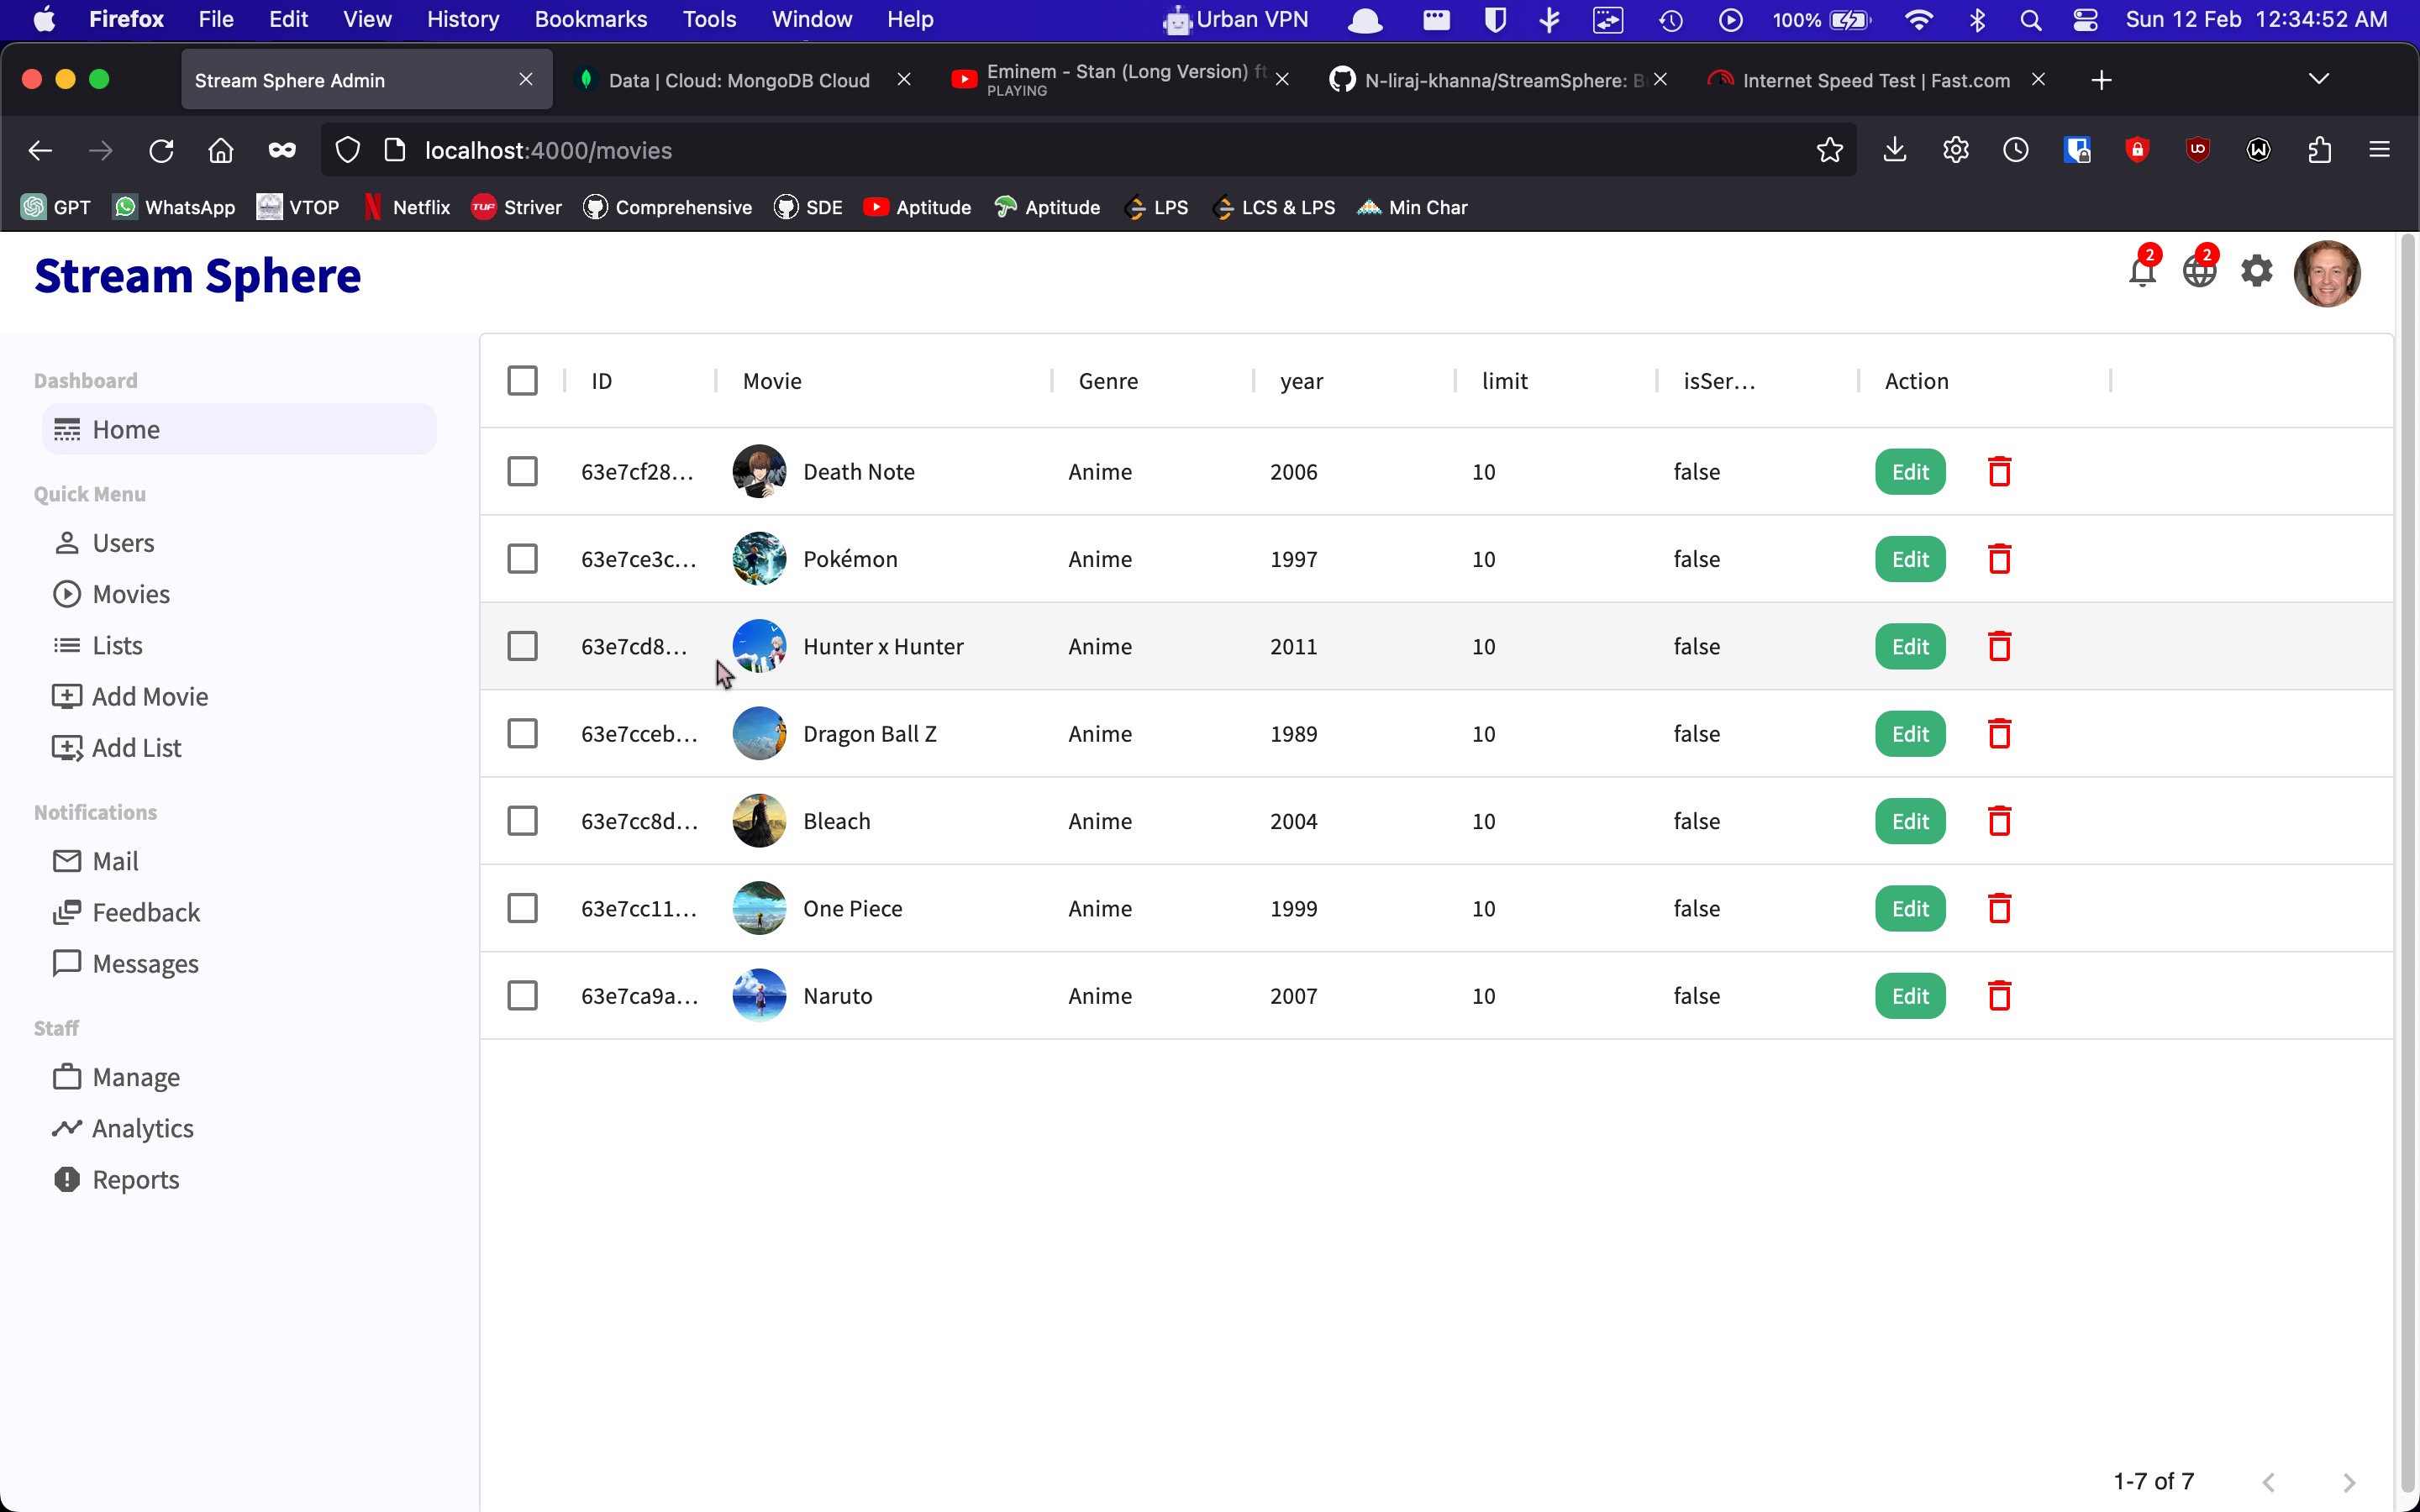 Firefox File Edit View History Bookmarks Tools Window Help Urban VPN 100% Sun 12 Feb 12:34:52 AM
Stream Sphere Admin Data | Cloud: MongoDB Cloud Eminem - Stan (Long Version) ft. N-liraj-khanna/StreamSphere: Internet Speed Test | Fast.com
PLAYING
localhost:4000/movies
GPT WhatsApp VTOP TUF Netflix Striver Comprehensive SDE Aptitude Aptitude LPS LCS & LPS Min Char
Stream Sphere
2 2
Dashboard
Home
Quick Menu
Users
Movies
Lists
Add Movie
Add List
Notifications
Mail
Feedback
Messages
Staff
Manage
Analytics
Reports
ID Movie Genre year limit isSer... Action
63e7cf28... Death Note Anime 2006 10 false Edit
63e7ce3c... Pokémon Anime 1997 10 false Edit
63e7cd8... Hunter x Hunter Anime 2011 10 false Edit
63e7cceb... Dragon Ball Z Anime 1989 10 false Edit
63e7cc8d... Bleach Anime 2004 10 false Edit
63e7cc11... One Piece Anime 1999 10 false Edit
63e7ca9a... Naruto Anime 2007 10 false Edit
1-7 of 7